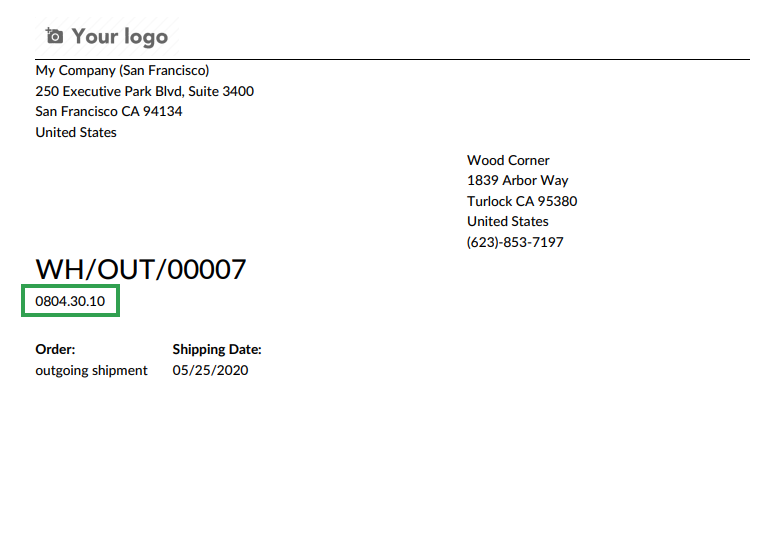 Your logo
My Company (San Francisco)
250 Executive Park Blvd, Suite 3400
San Francisco CA 94134
United States
Wood Corner
1839 Arbor Way
Turlock CA 95380
United States
(623)-853-7197
WH/OUT/00007
0804.30.10
Order: Shipping Date:
outgoing shipment 05/25/2020